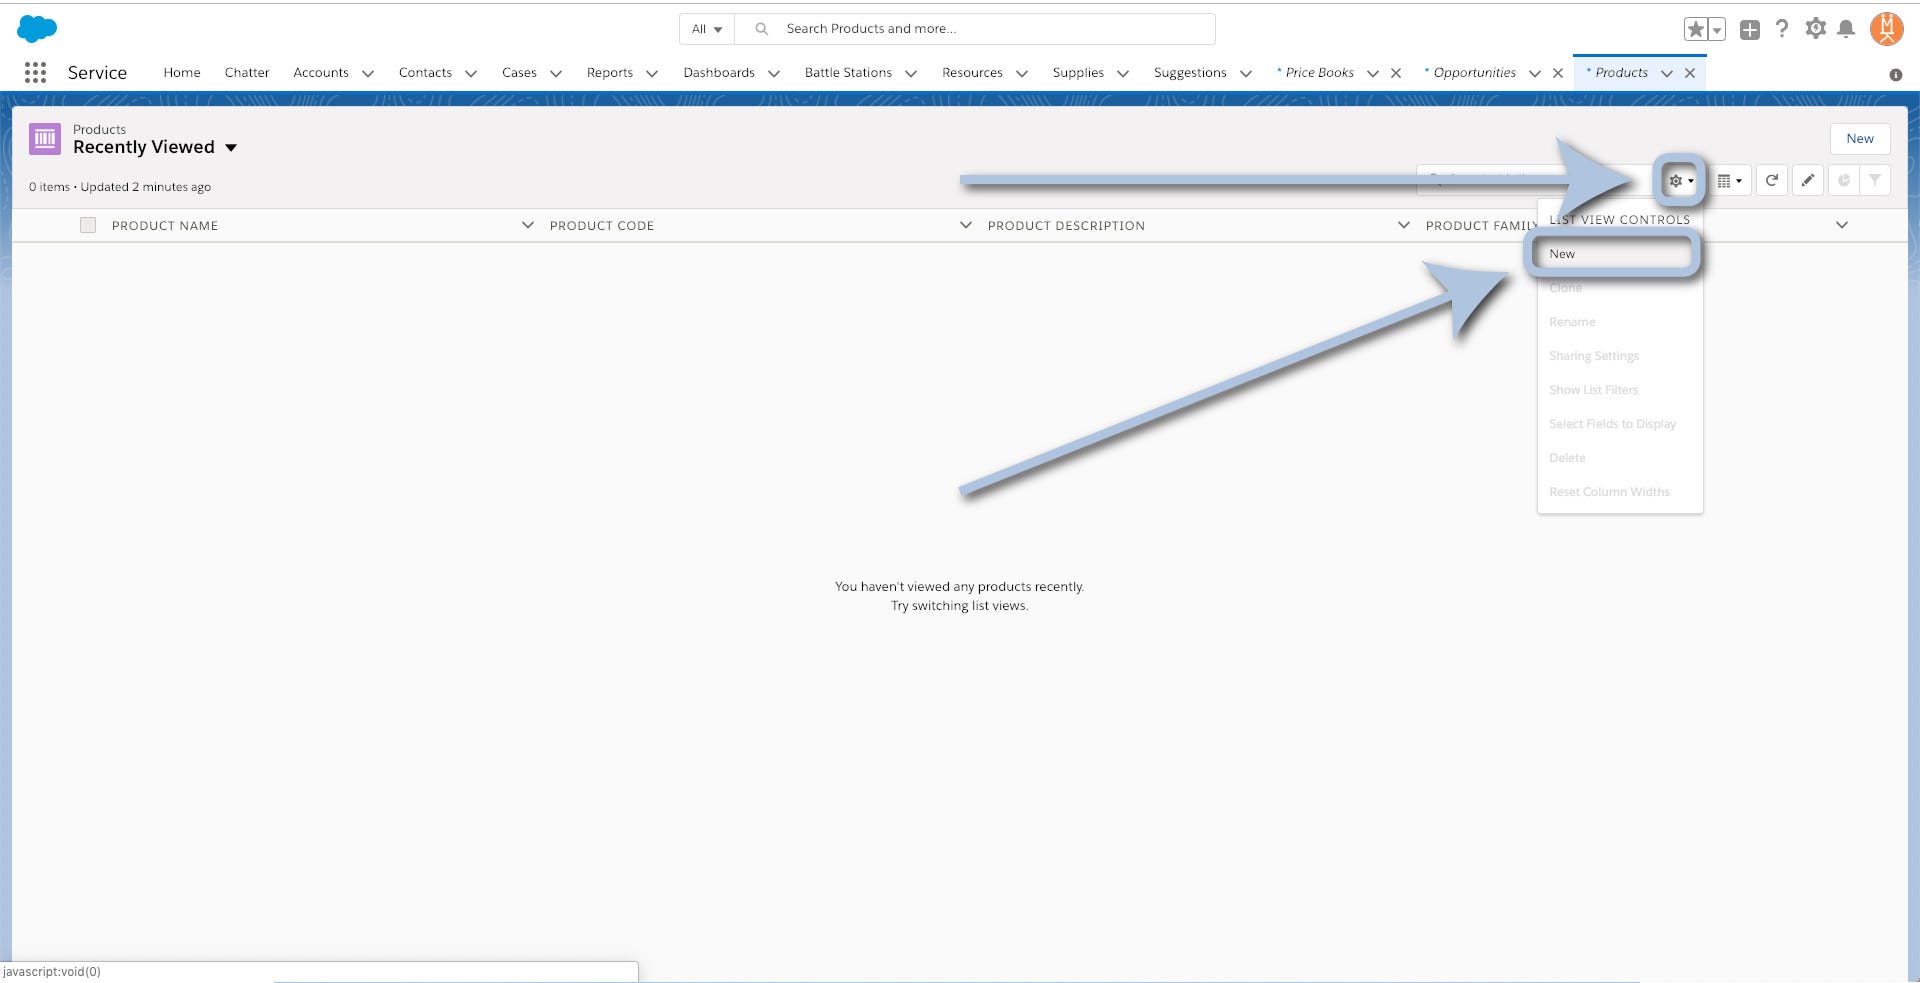 All
Search Products and more...
Service
Home
Chatter
Accounts
Contacts
Cases
Reports
Dashboards
Battle Stations
Resources
Supplies
Suggestions
* Price Books
* Opportunities
* Products
Products
Recently Viewed
New
0 items • Updated 2 minutes ago
PRODUCT NAME
PRODUCT CODE
PRODUCT DESCRIPTION
PRODUCT FAMILY
LIST VIEW CONTROLS
New
Clone
Rename
Sharing Settings
Show List Filters
Select Fields to Display
Delete
Reset Column Widths
You haven't viewed any products recently.
Try switching list views.
javascript:void(0)